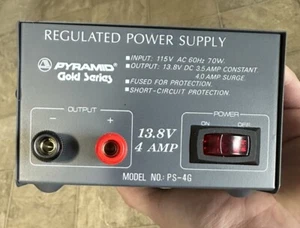 REGULATED POWER SUPPLY
PYRAMID
Gold Series
■ INPUT: 115V AC 60Hz 70W.
■ OUTPUT: 13.8V DC 3.5AMP CONSTANT
4.0 AMP SURGE.
■ FUSED FOR PROTECTION.
■ SHORT-CIRCUIT PROTECTION
OUTPUT
- +
13.8V
4 AMP
POWER
ON OFF
MODEL NO.: PS-4G